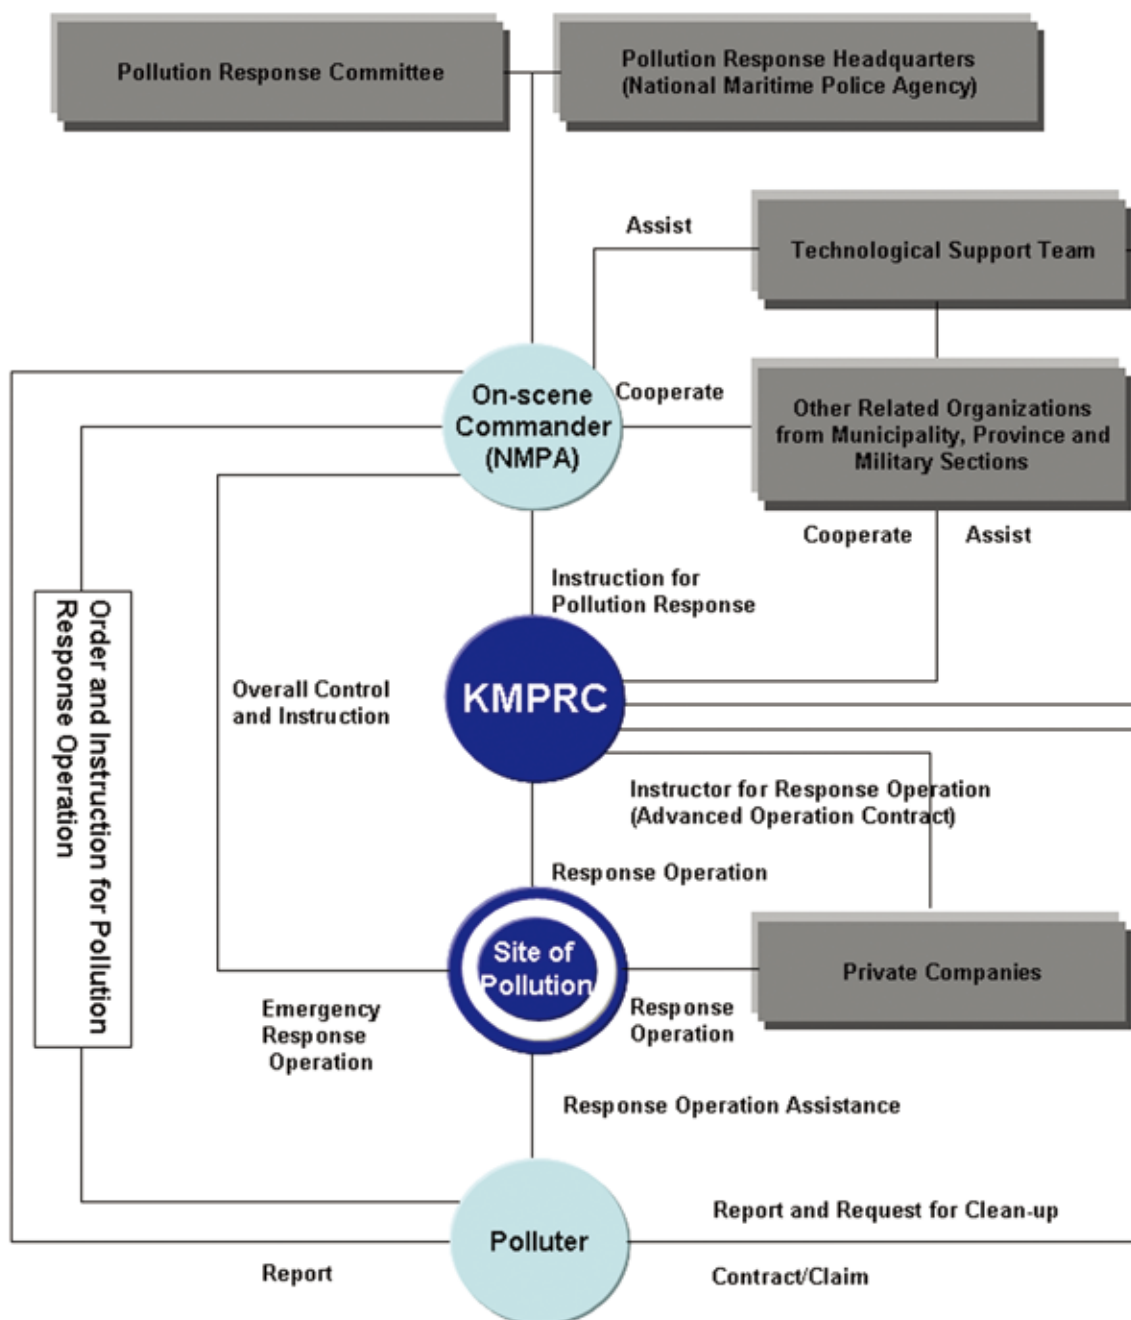 Pollution Response Committee
Pollution Response Headquarters
(National Maritime Police Agency)
Assist
Technological Support Team
On-scene
Commander
(NMPA)
Cooperate
Other Related Organizations
from Municipality, Province and
Military Sections
Cooperate
Assist
Instruction for
Pollution Response
Order and Instruction for Pollution
Response Operation
Overall Control
and Instruction
KMPRC
Instructor for Response Operation
(Advanced Operation Contract)
Response Operation
Site of
Pollution
Private Companies
Emergency
Response
Operation
Response
Operation
Response Operation Assistance
Polluter
Report and Request for Clean-up
Report
Contract/Claim